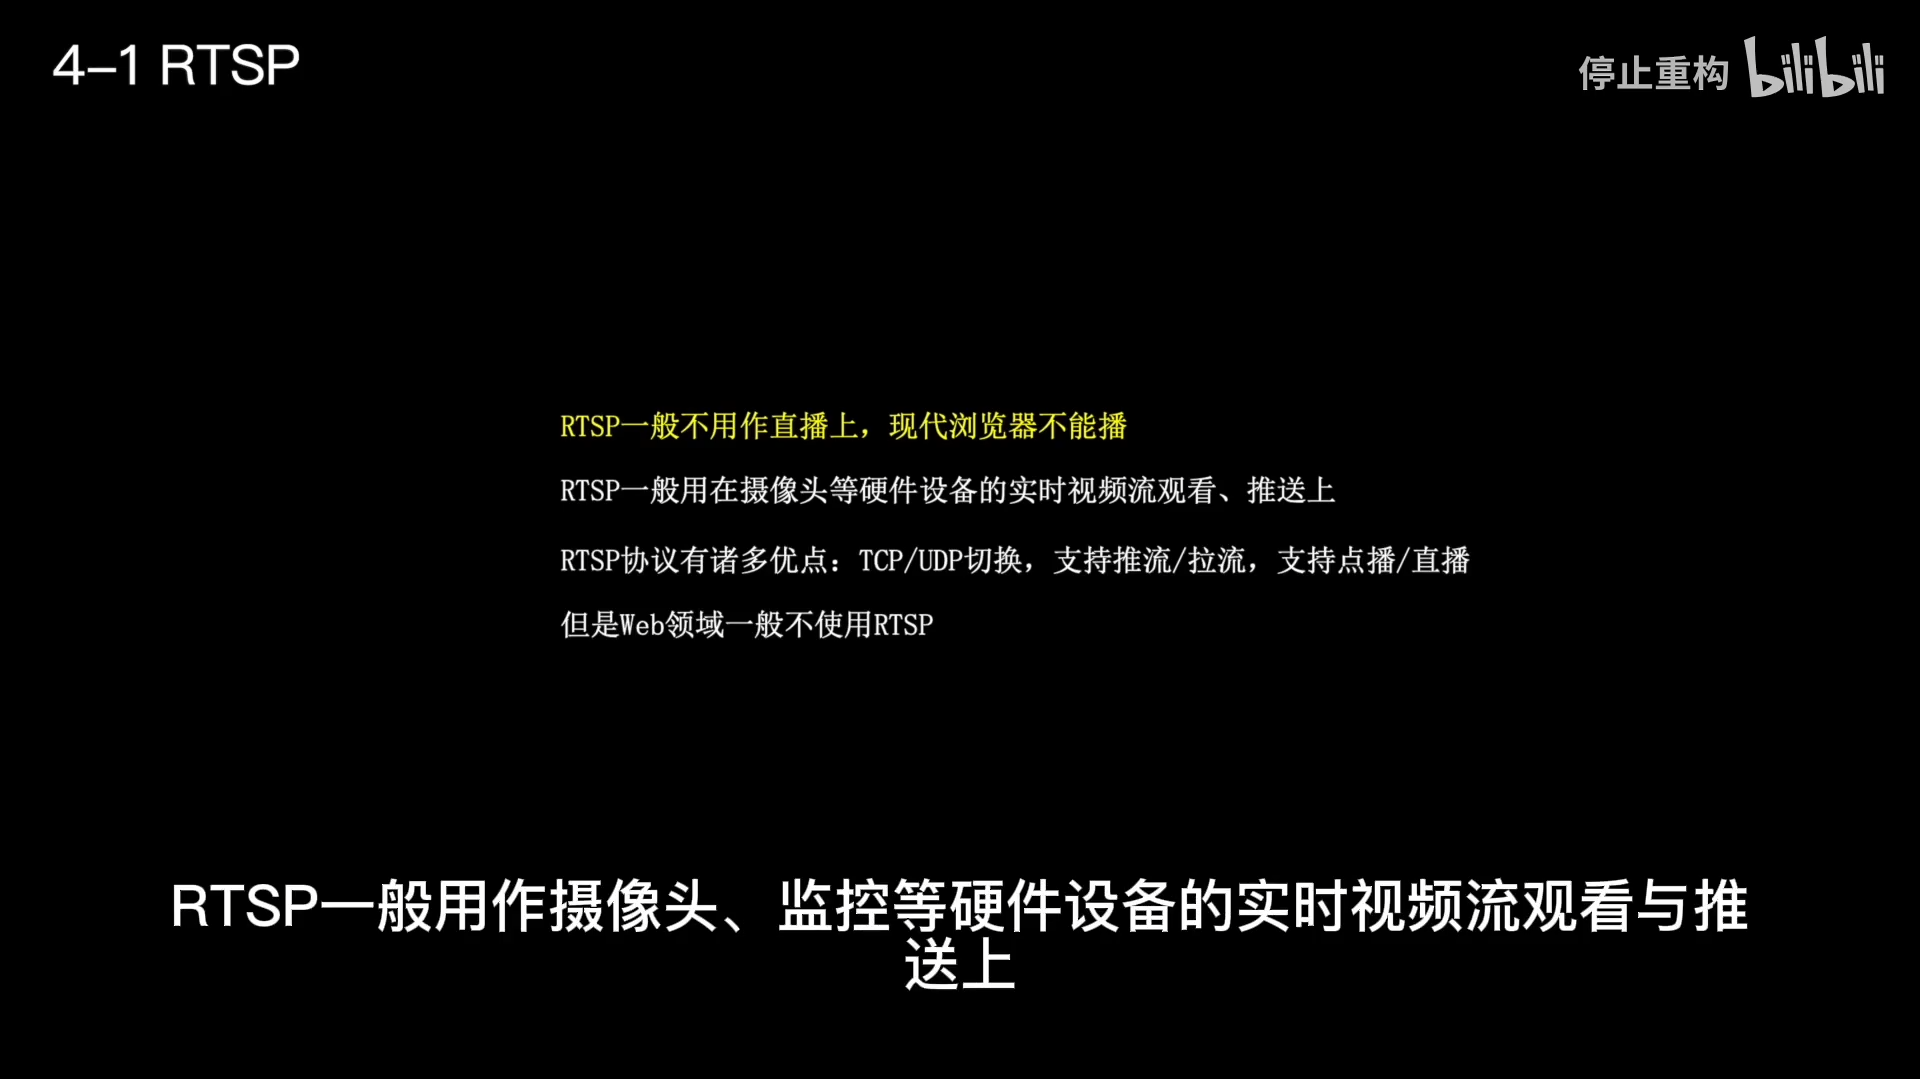 4-1 RTSP
停止重构 bilibili
RTSP一般不用作直播上，现代浏览器不能播
RTSP一般用在摄像头等硬件设备的实时视频流观看、推送上
RTSP协议有诸多优点：TCP/UDP切换，支持推流/拉流，支持点播/直播
但是Web领域一般不使用RTSP
RTSP一般用作摄像头、监控等硬件设备的实时视频流观看与推
送上